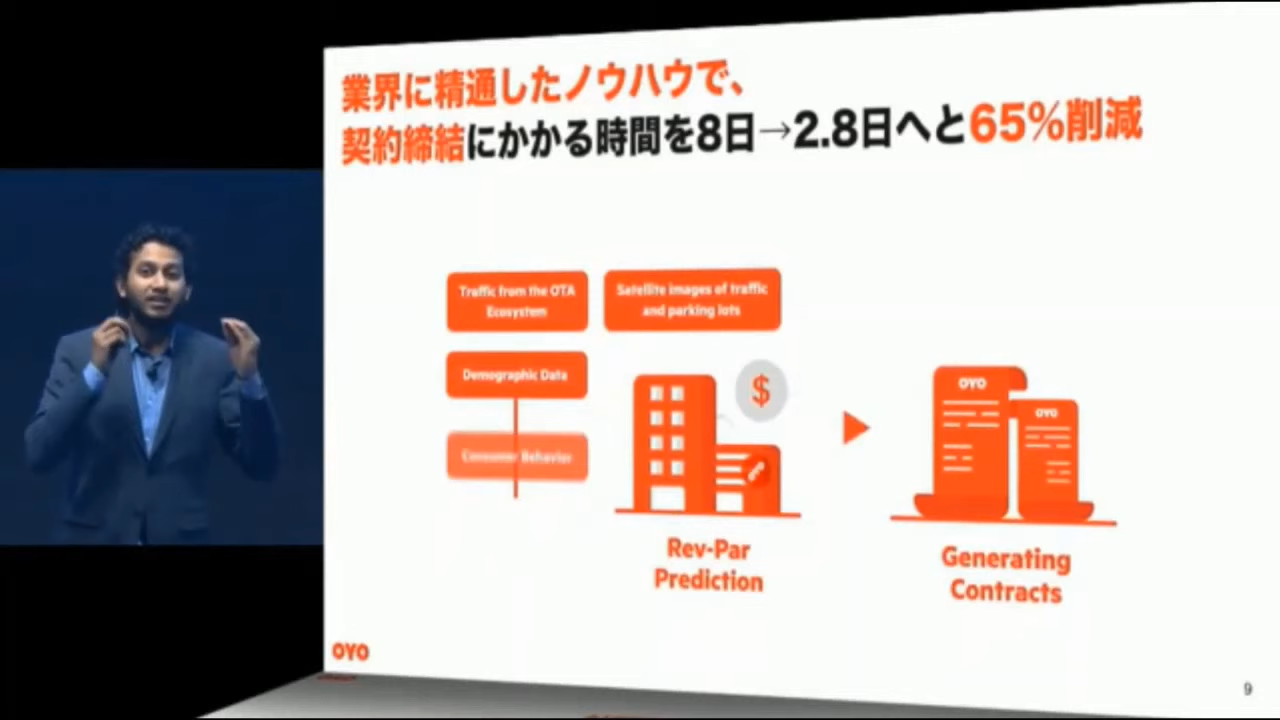 業界に精通したノウハウで、
契約締結にかかる時間を8日→2.8日へと65%削減
Traffic from the OTA
Ecosystem
Satellite images of traffic
and parking lots
Demographic Data
Consumer Behavior
$
OYO
OYO
Rev-Par
Prediction
Generating
Contracts
OYO
9